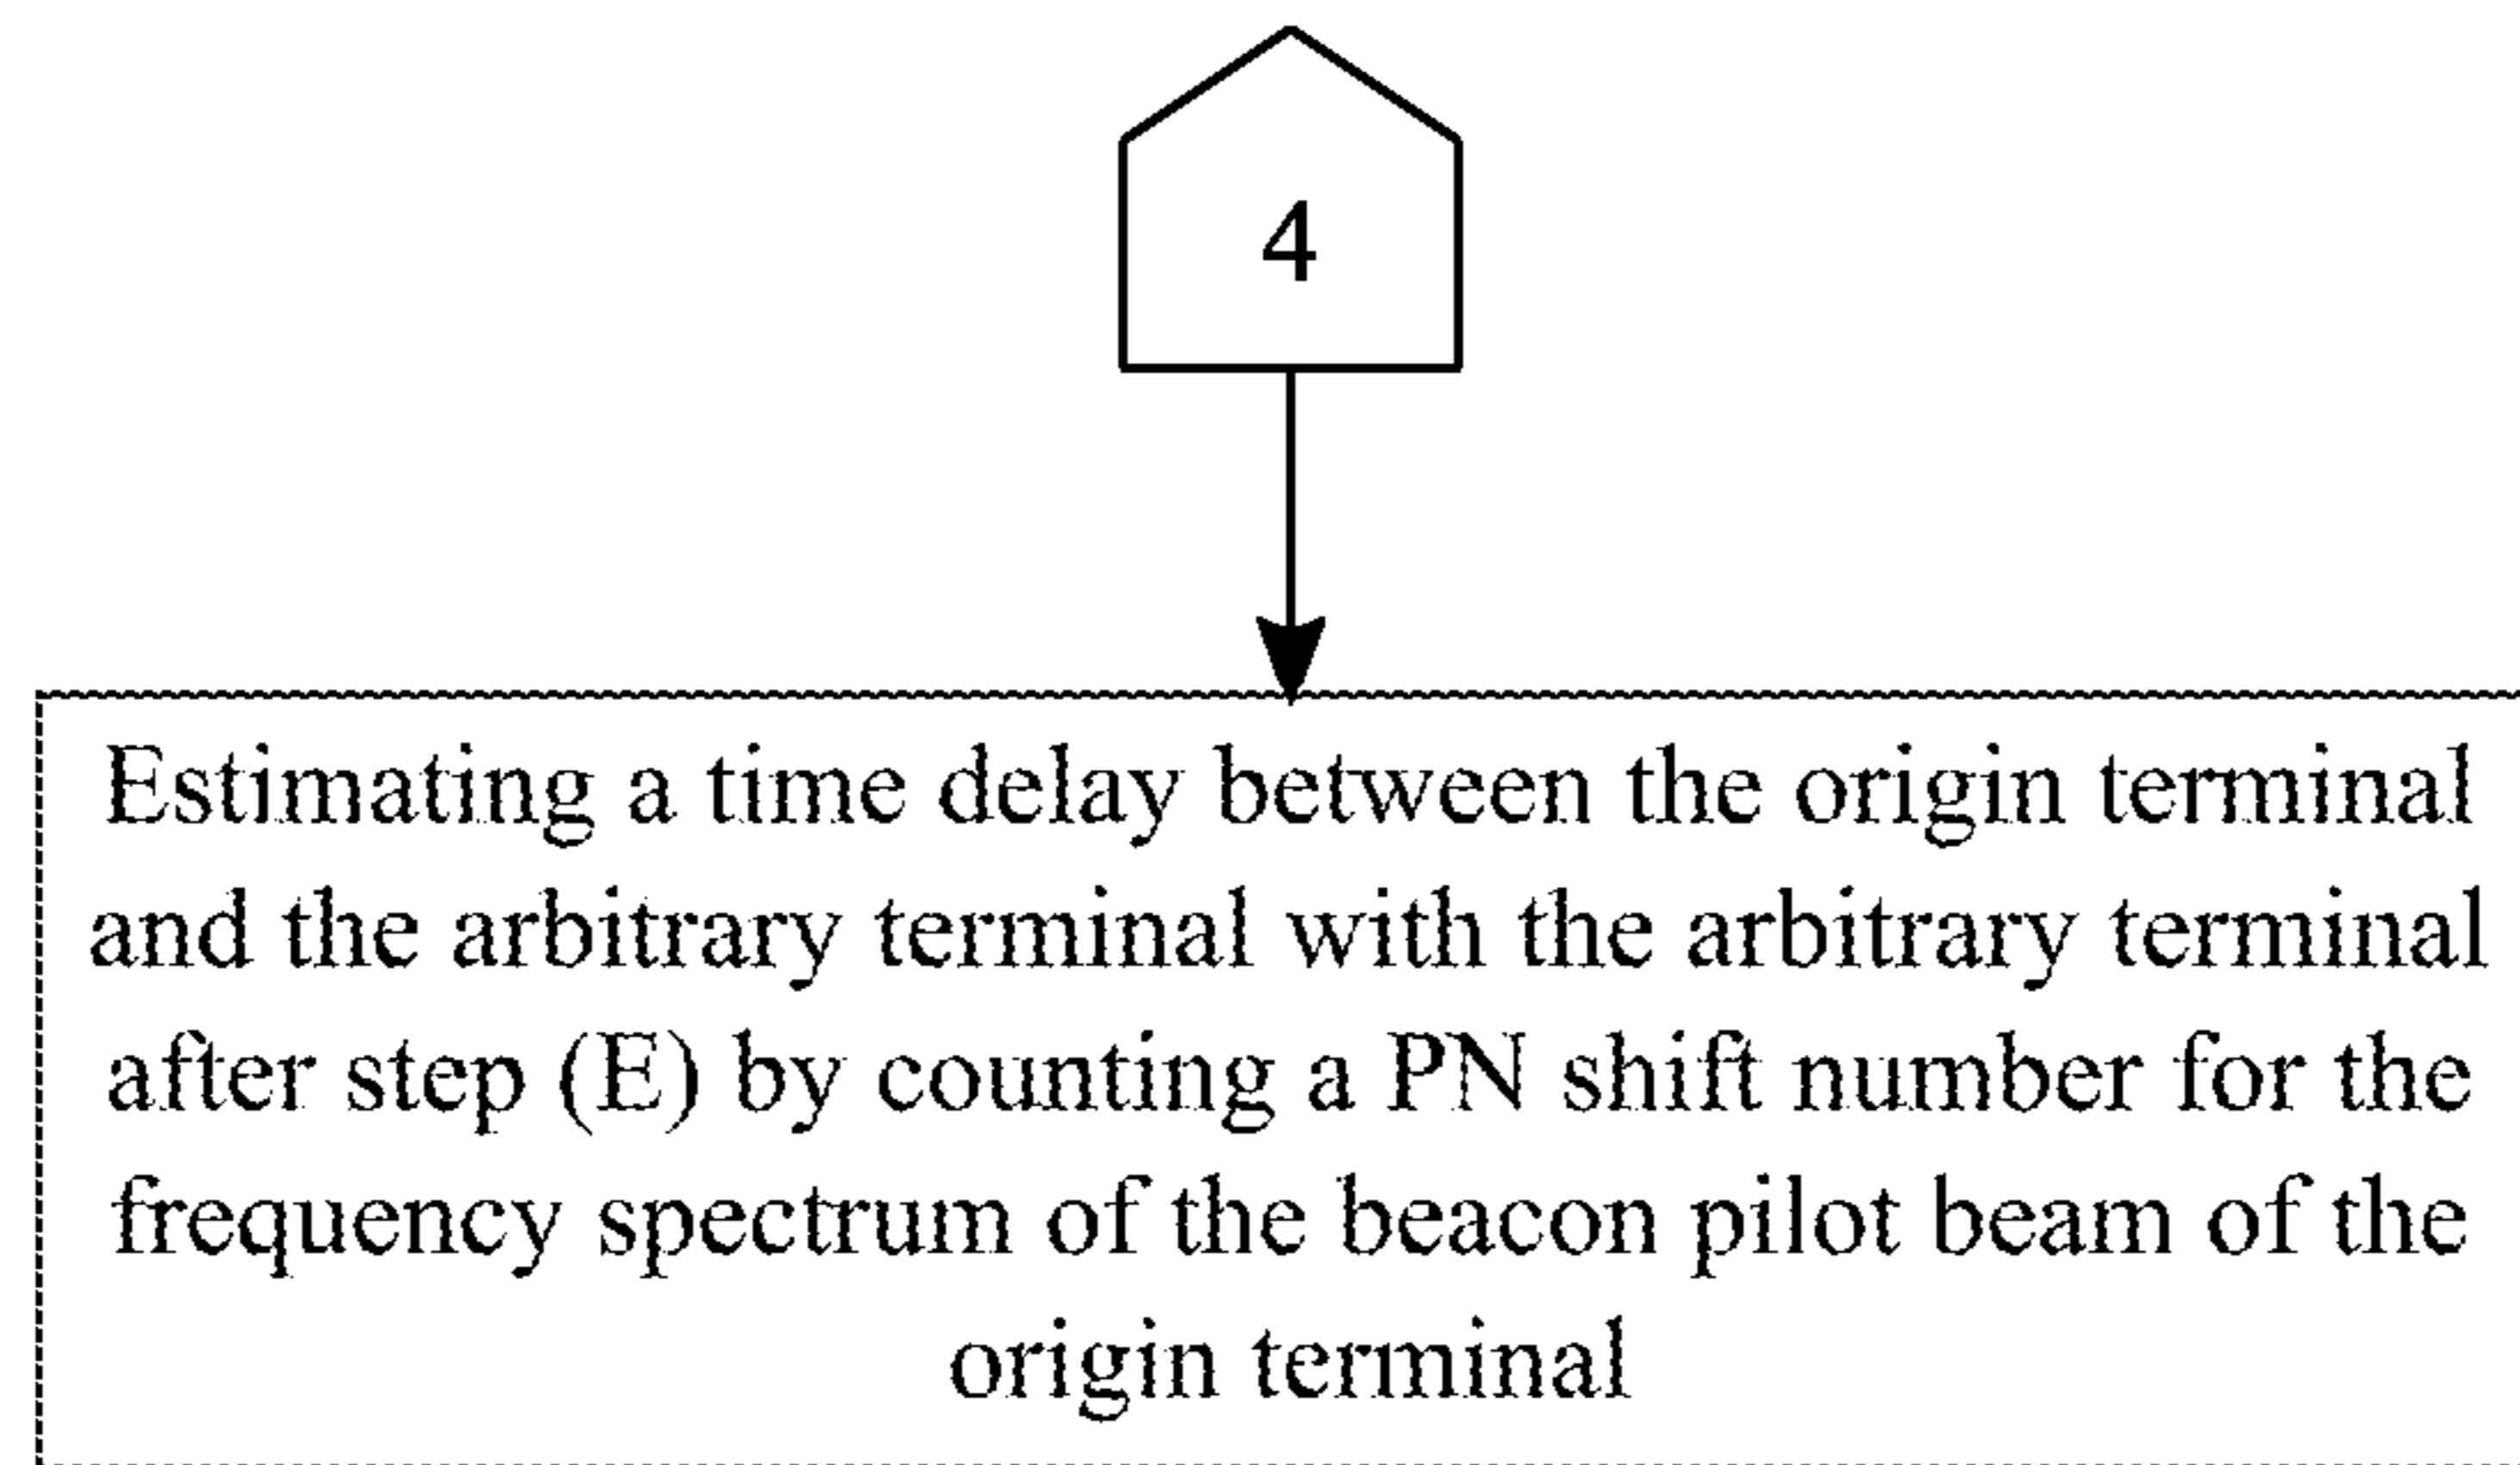 4
Estimating a time delay between the origin terminal
and the arbitrary terminal with the arbitrary terminal
after step (E) by counting a PN shift number for the
frequency spectrum of the beacon pilot beam of the
origin terminal